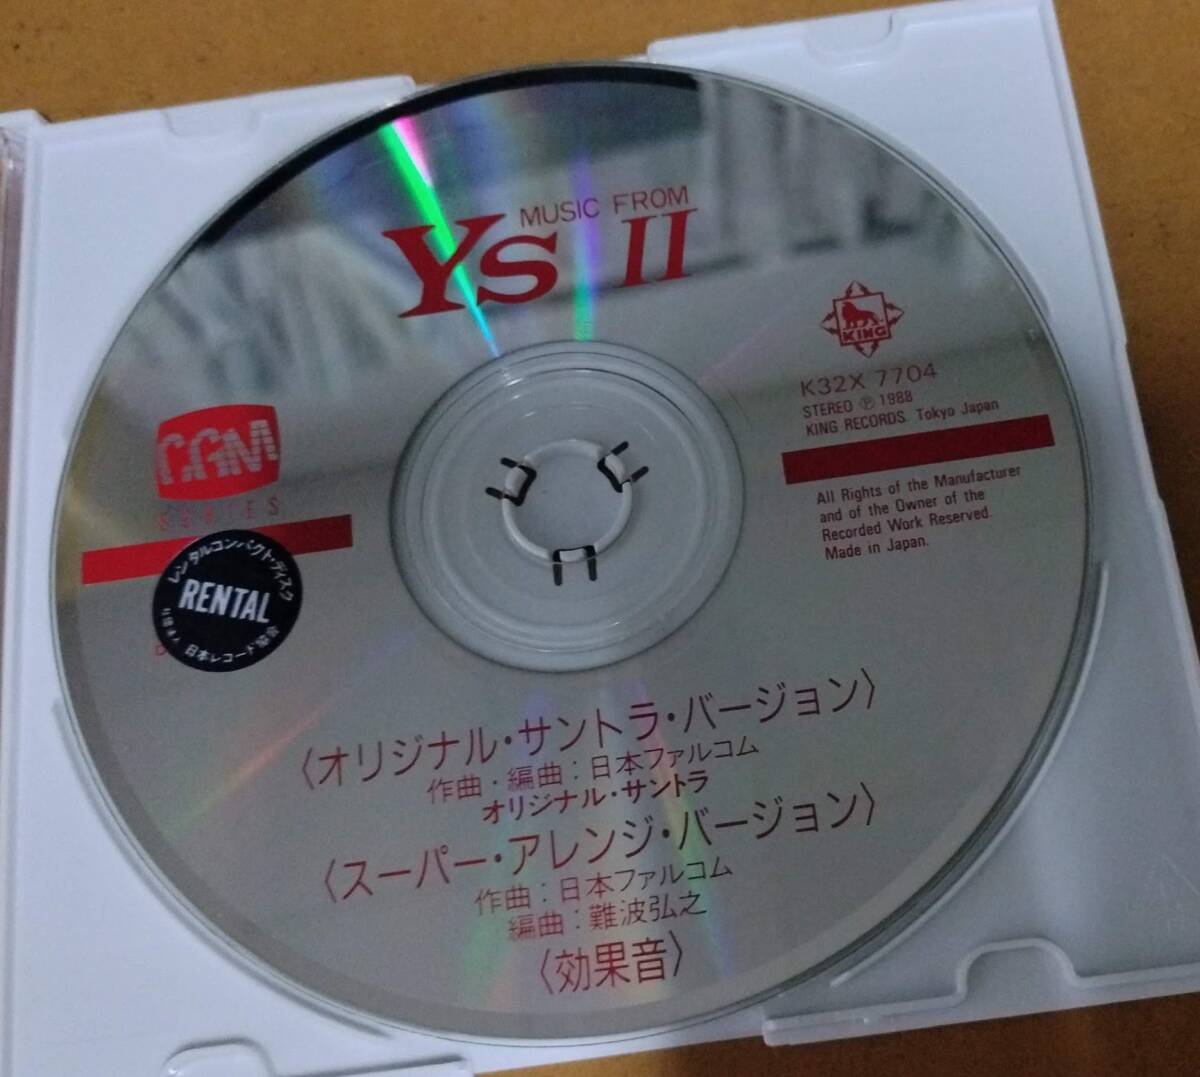 MUSIC FROM
Ys II
KING
K32X 7704
STEREO Ⓟ 1988
KING RECORDS. Tokyo Japan
All Rights of the Manufacturer
and of the Owner of the
Recorded Work Reserved.
Made in Japan.
G.G.M
SERIES
レンタルコンパクト・ディスク
RENTAL
日本レコード協会
〈オリジナル・サントラ・バージョン〉
作曲・編曲：日本ファルコム
オリジナル・サントラ
〈スーパー・アレンジ・バージョン〉
作曲：日本ファルコム
編曲：難波弘之
〈効果音〉